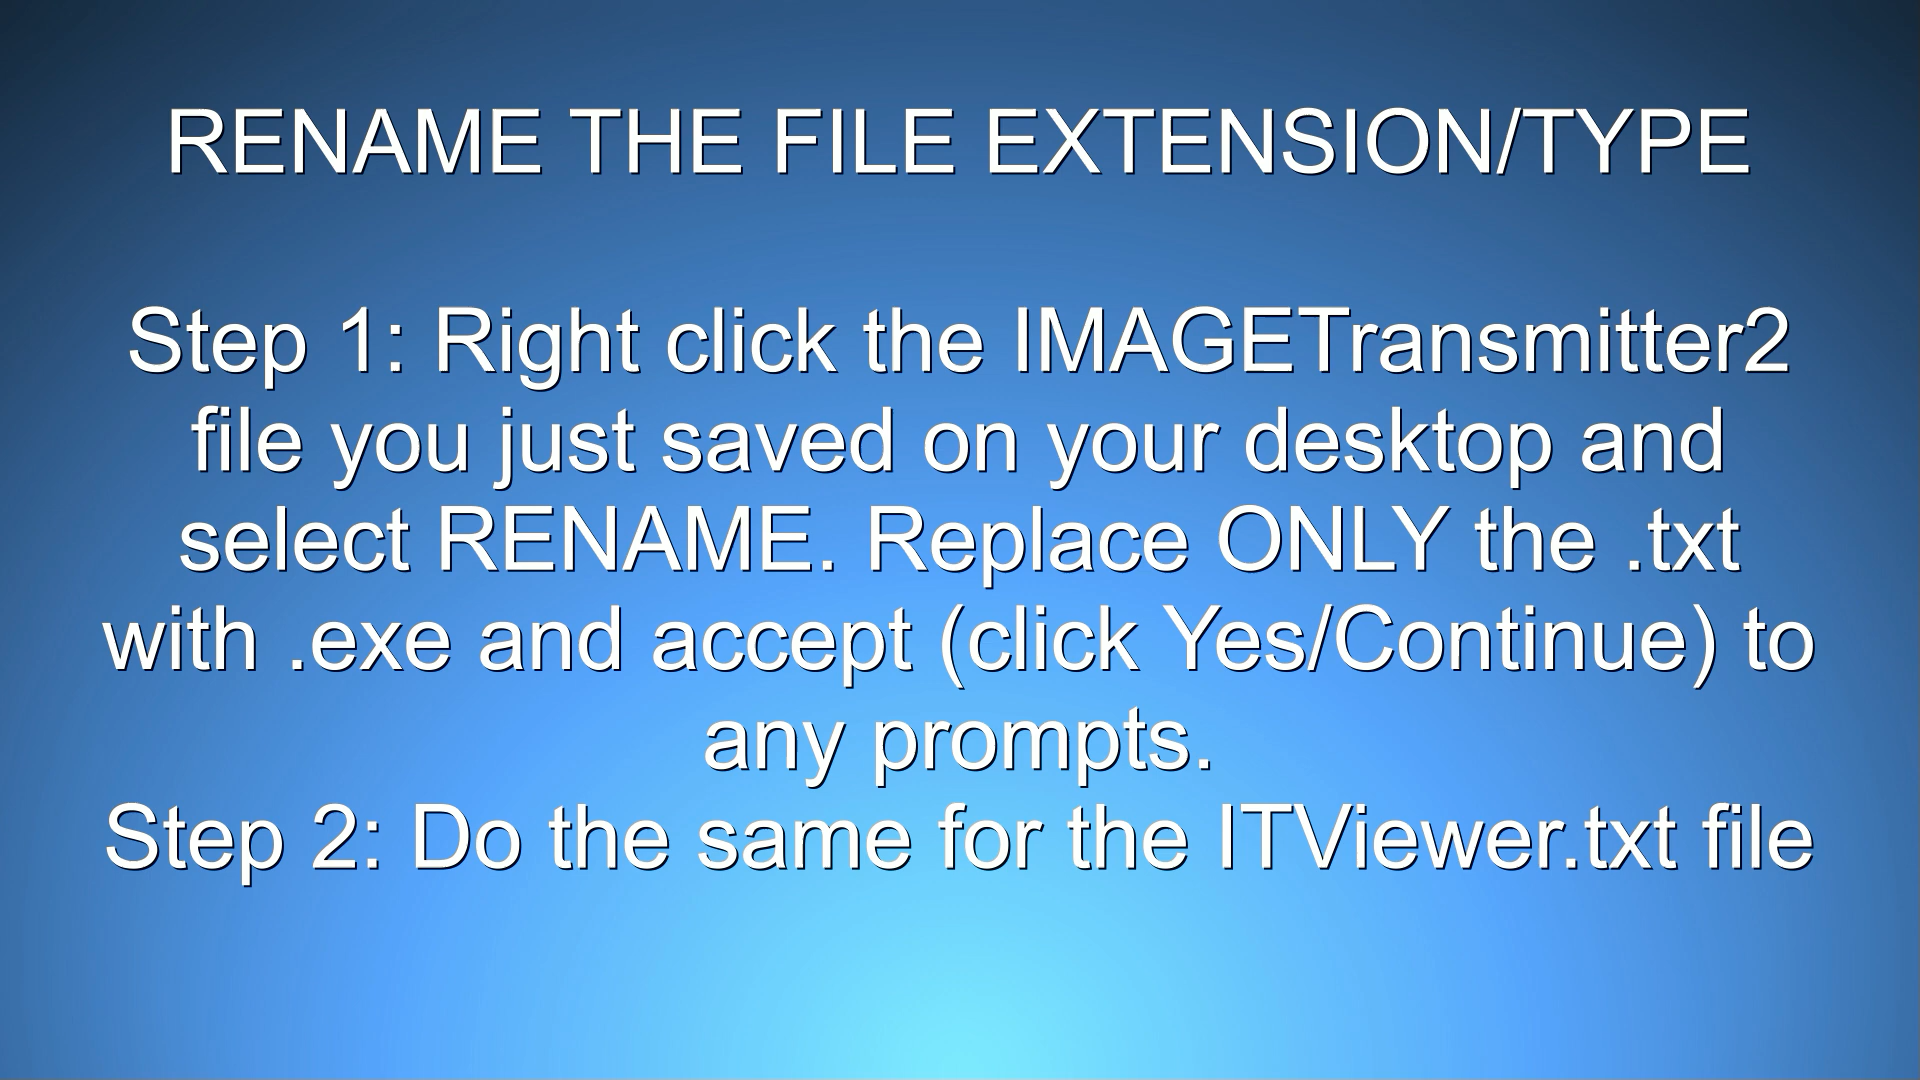 RENAME THE FILE EXTENSION/TYPE
Step 1: Right click the IMAGETransmitter2
file you just saved on your desktop and
select RENAME. Replace ONLY the .txt
with .exe and accept (click Yes/Continue) to
any prompts.
Step 2: Do the same for the ITViewer.txt file